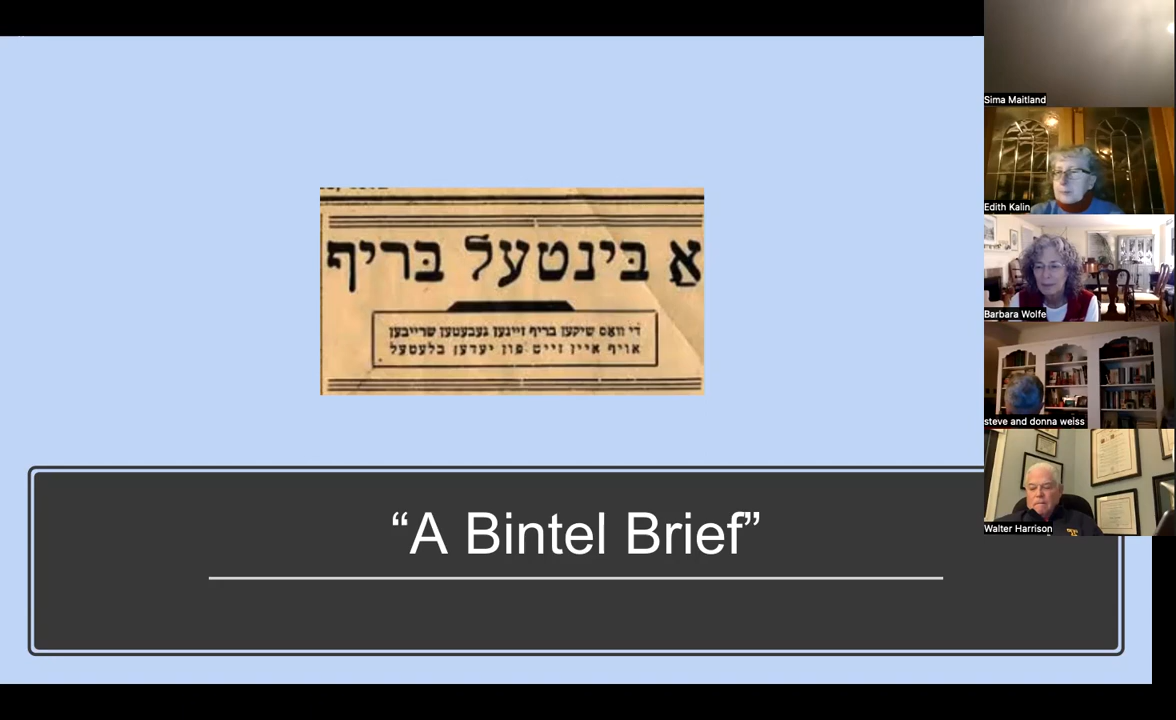 א בינטעל בריף
די וואס שיקען בריף זיינען געבעטען שרייבען
אויף איין זייט פון יעדען בלעטעל
“A Bintel Brief”
Sima Maitland
Edith Kalin
Barbara Wolfe
steve and donna weiss
Walter Harrison